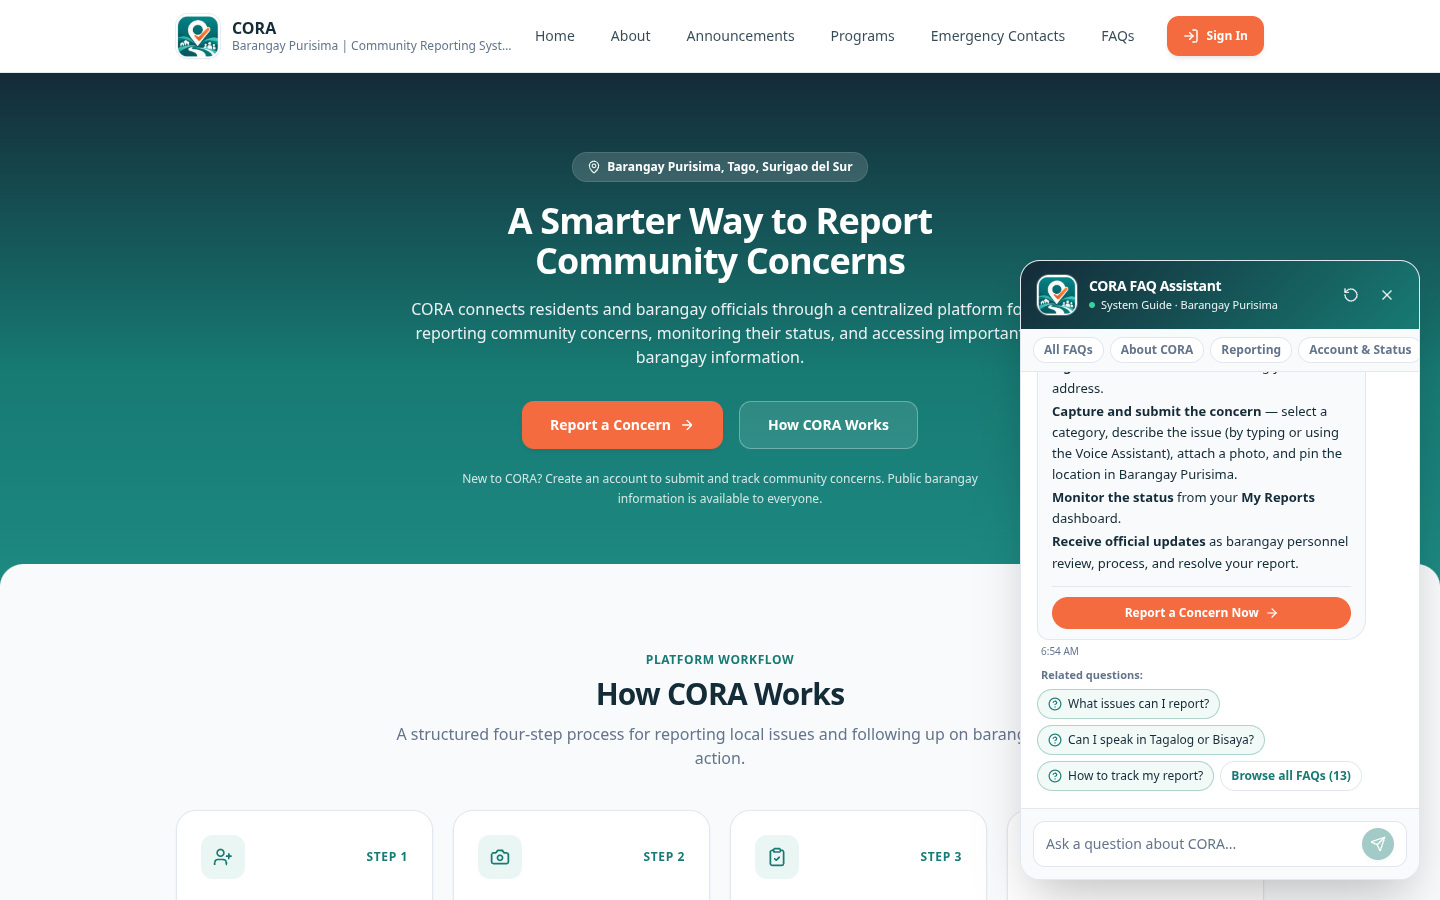 CORA
Barangay Purisima | Community Reporting Syst...
Home
About
Announcements
Programs
Emergency Contacts
FAQs
Sign In
Barangay Purisima, Tago, Surigao del Sur
A Smarter Way to Report
Community Concerns
CORA connects residents and barangay officials through a centralized platform fo
reporting community concerns, monitoring their status, and accessing important
barangay information.
Report a Concern
How CORA Works
New to CORA? Create an account to submit and track community concerns. Public barangay
information is available to everyone.
PLATFORM WORKFLOW
How CORA Works
A structured four-step process for reporting local issues and following up on barang
action.
STEP 1
STEP 2
STEP 3
CORA FAQ Assistant
System Guide · Barangay Purisima
All FAQs
About CORA
Reporting
Account & Status
address.
Capture and submit the concern — select a
category, describe the issue (by typing or using
the Voice Assistant), attach a photo, and pin the
location in Barangay Purisima.
Monitor the status from your My Reports
dashboard.
Receive official updates as barangay personnel
review, process, and resolve your report.
Report a Concern Now
6:54 AM
Related questions:
What issues can I report?
Can I speak in Tagalog or Bisaya?
How to track my report?
Browse all FAQs (13)
Ask a question about CORA...